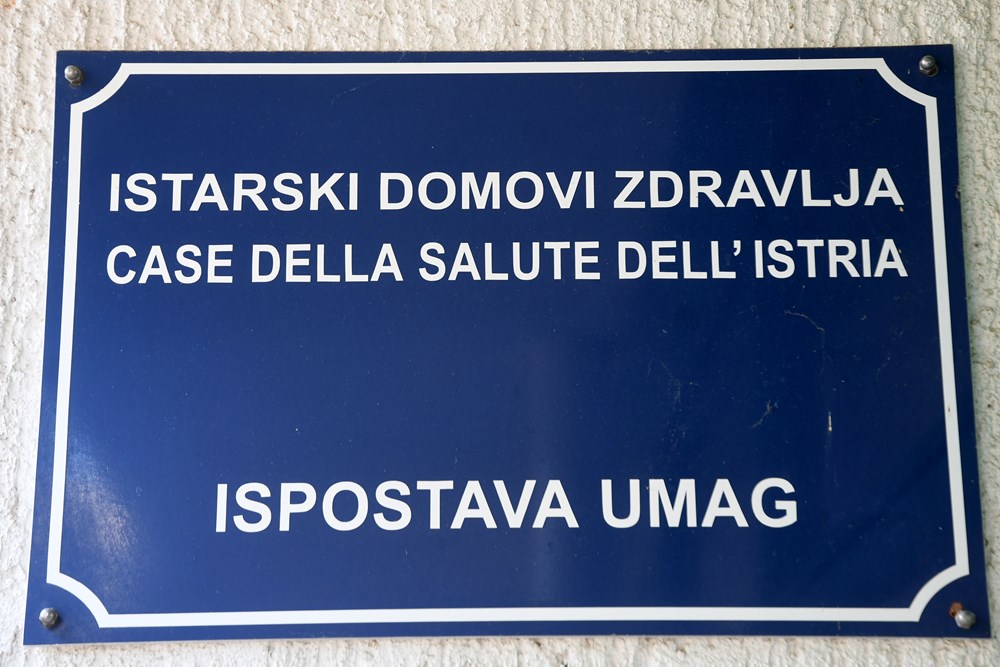 ISTARSKI DOMOVI ZDRAVLJA
CASE DELLA SALUTE DELL' ISTRIA
ISPOSTAVA UMAG